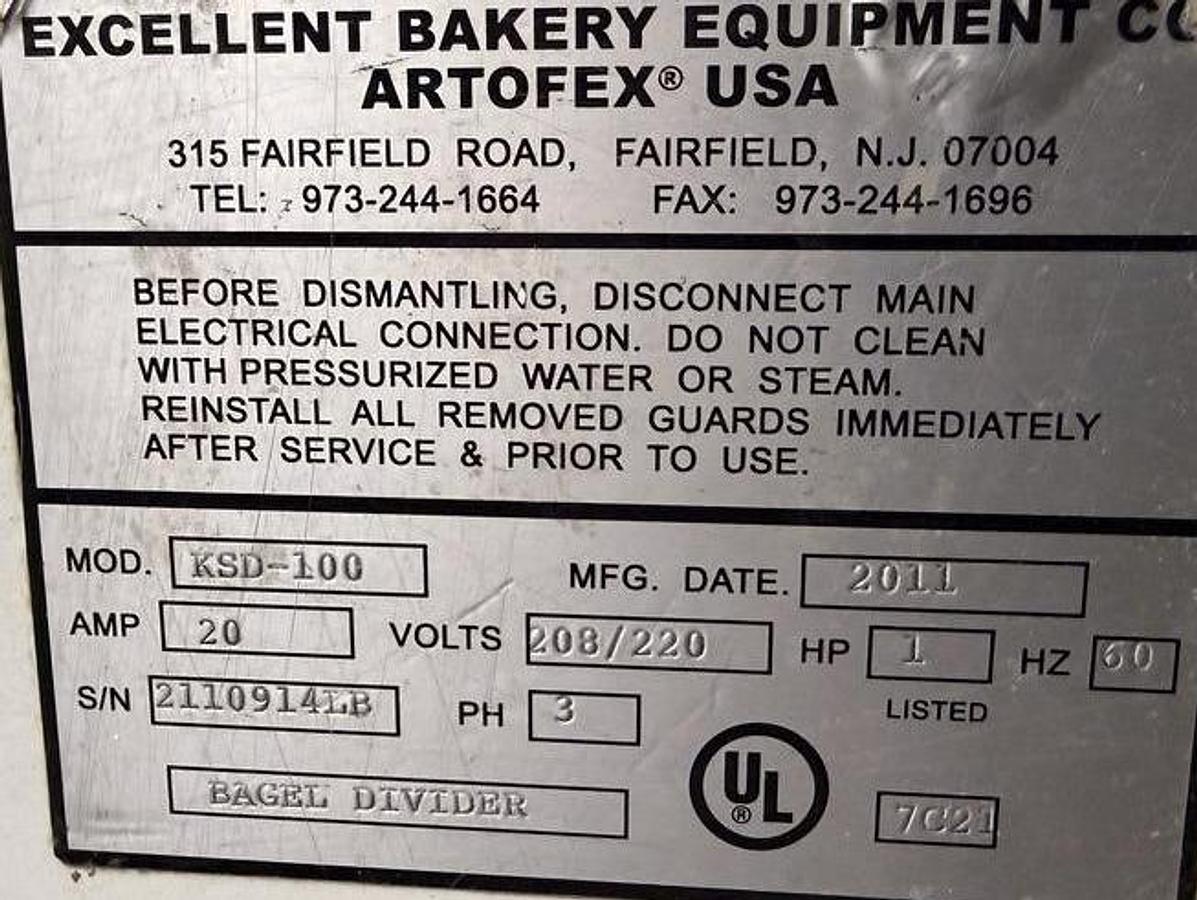 EXCELLENT BAKERY EQUIPMENT CO
ARTOFEX® USA
315 FAIRFIELD ROAD, FAIRFIELD, N.J. 07004
TEL: 973-244-1664 FAX: 973-244-1696
BEFORE DISMANTLING, DISCONNECT MAIN
ELECTRICAL CONNECTION. DO NOT CLEAN
WITH PRESSURIZED WATER OR STEAM.
REINSTALL ALL REMOVED GUARDS IMMEDIATELY
AFTER SERVICE & PRIOR TO USE.
MOD. KSD-100 MFG. DATE. 2011
AMP 20 VOLTS 208/220 HP 1 HZ 60
S/N 2110914LB PH 3 LISTED
BAGEL DIVIDER UL® 7C21